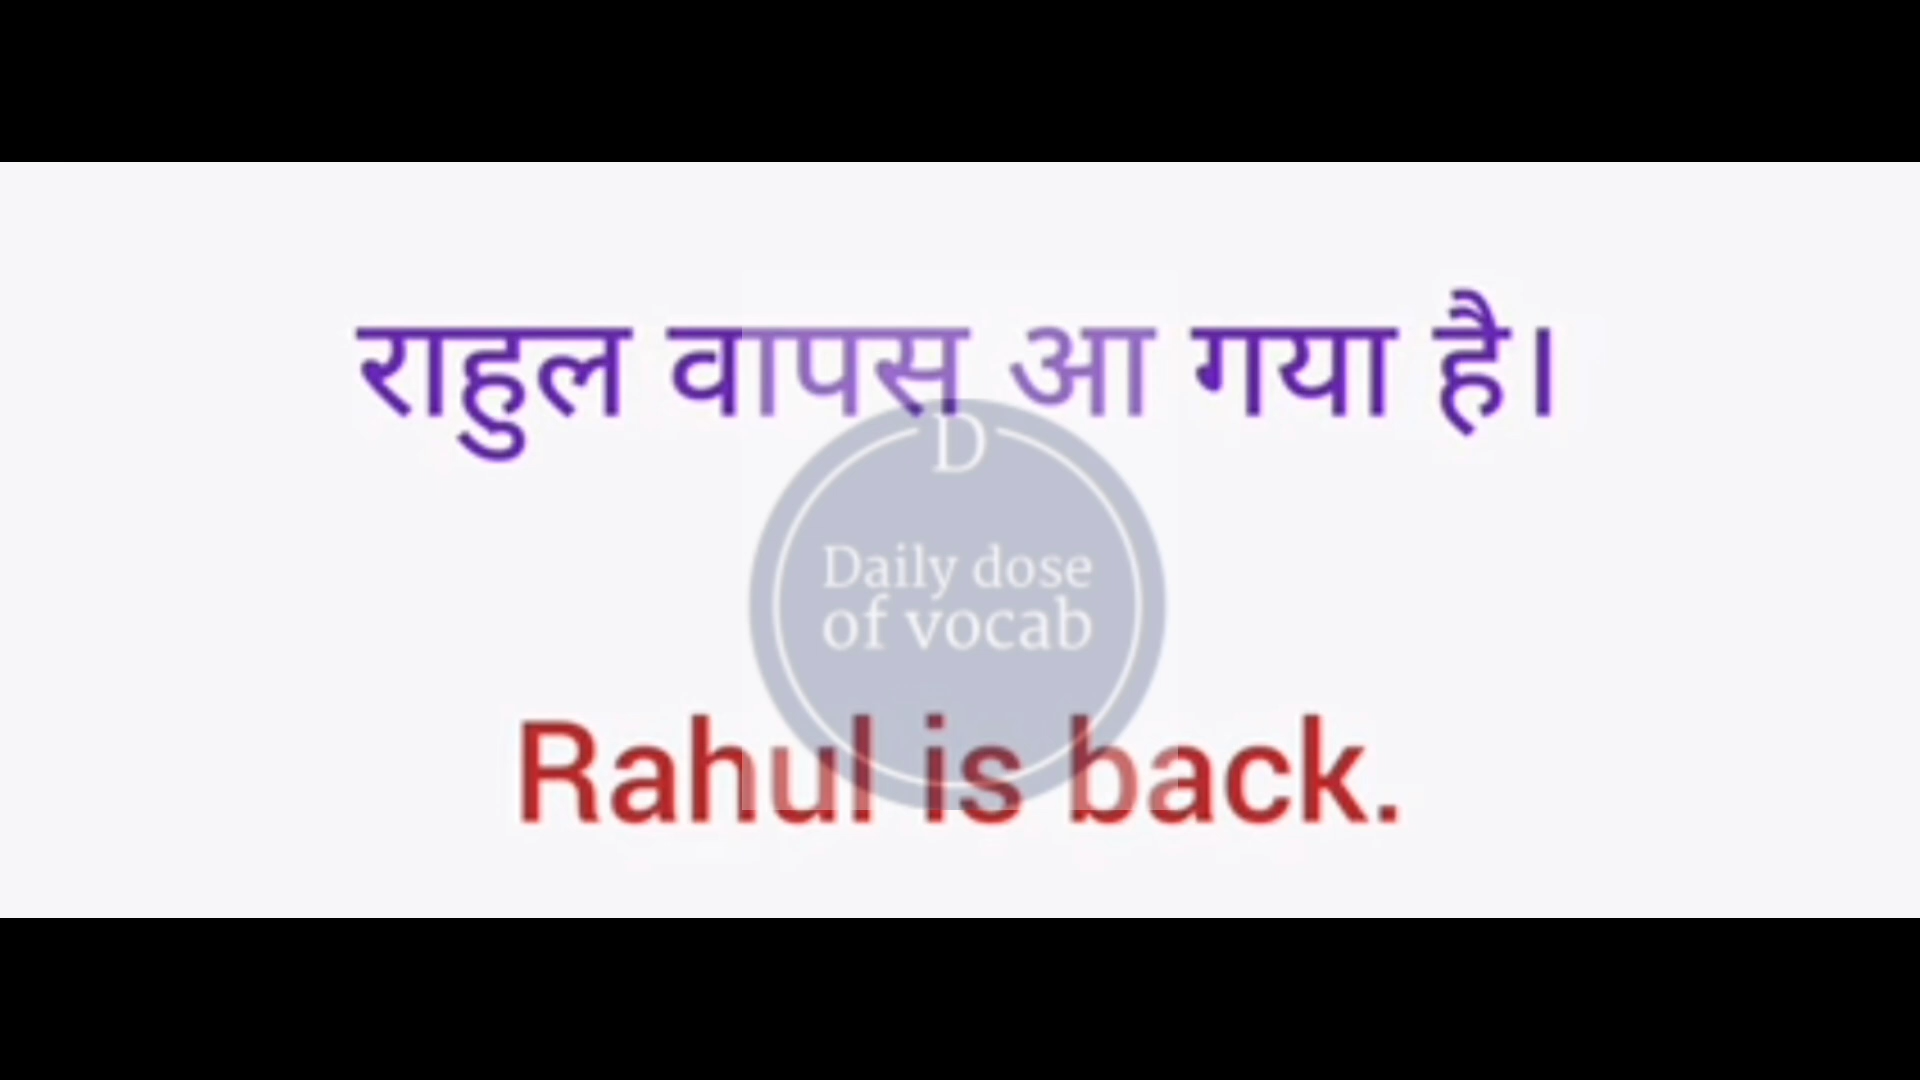 राहुल वापस आ गया है।
D
Daily dose
of vocab
Rahul is back.